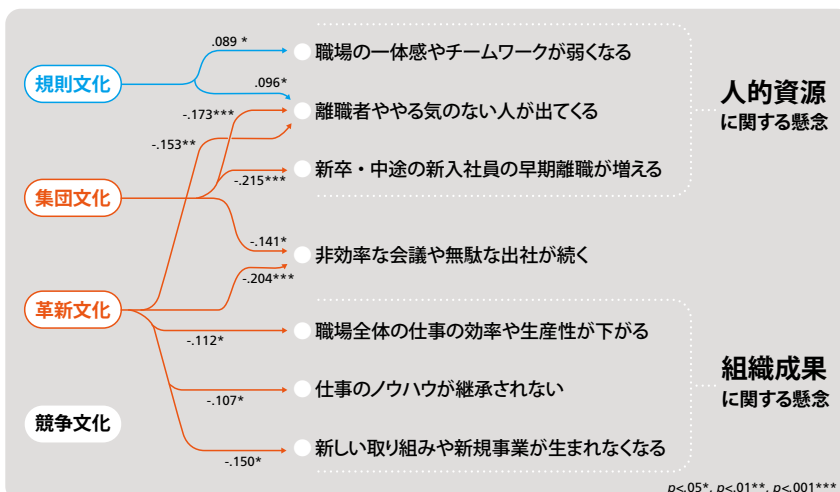 規則文化
集団文化
革新文化
競争文化
.089 *
.096*
-.173***
-.153**
-.215***
-.141*
-.204***
-.112*
-.107*
-.150*
職場の一体感やチームワークが弱くなる
離職者ややる気のない人が出てくる
新卒・中途の新入社員の早期離職が増える
非効率な会議や無駄な出社が続く
職場全体の仕事の効率や生産性が下がる
仕事のノウハウが継承されない
新しい取り組みや新規事業が生まれなくなる
人的資源
に関する懸念
組織成果
に関する懸念
p<.05*, p<.01**, p<.001***